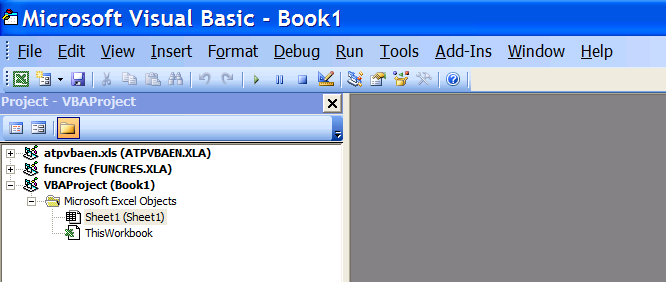 Microsoft Visual Basic - Book1
File Edit View Insert Format Debug Run Tools Add-Ins Window Help
Project - VBAProject
atpvbaen.xls (ATPVBAEN.XLA)
funcres (FUNCRES.XLA)
VBAProject (Book1)
Microsoft Excel Objects
Sheet1 (Sheet1)
ThisWorkbook